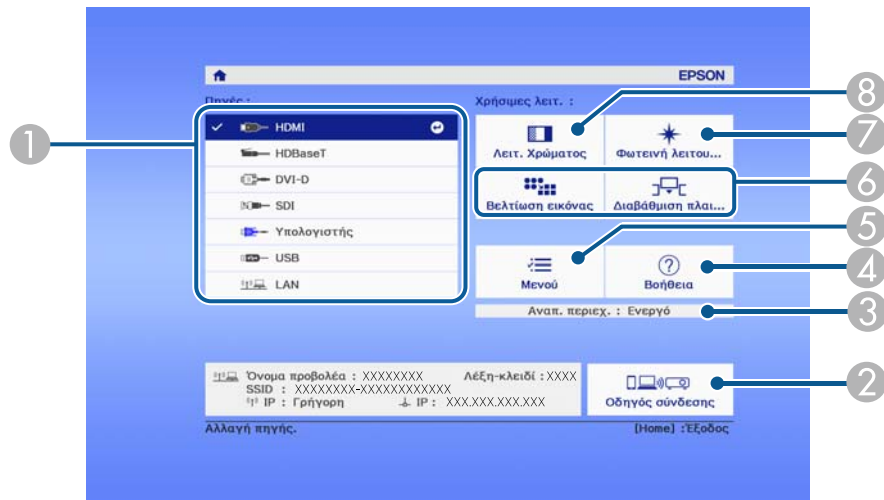 EPSON
Πηγές :
Χρήσιμες λειτ. :
HDMI
HDBaseT
DVI-D
SDI
Υπολογιστής
USB
LAN
Λειτ. Χρώματος
Φωτεινή λειτου...
Βελτίωση εικόνας
Διαβάθμιση πλαι...
Μενού
Βοήθεια
Αναπ. περιεχ. : Ενεργό
Όνομα προβολέα : XXXXXXXX Λέξη-κλειδί : XXXX
SSID : XXXXXXXX-XXXXXXXXXXXX
IP : Γρήγορη IP : XXX.XXX.XXX.XXX
Οδηγός σύνδεσης
Αλλαγή πηγής.
[Home] :Έξοδος
1
8
7
6
5
4
3
2